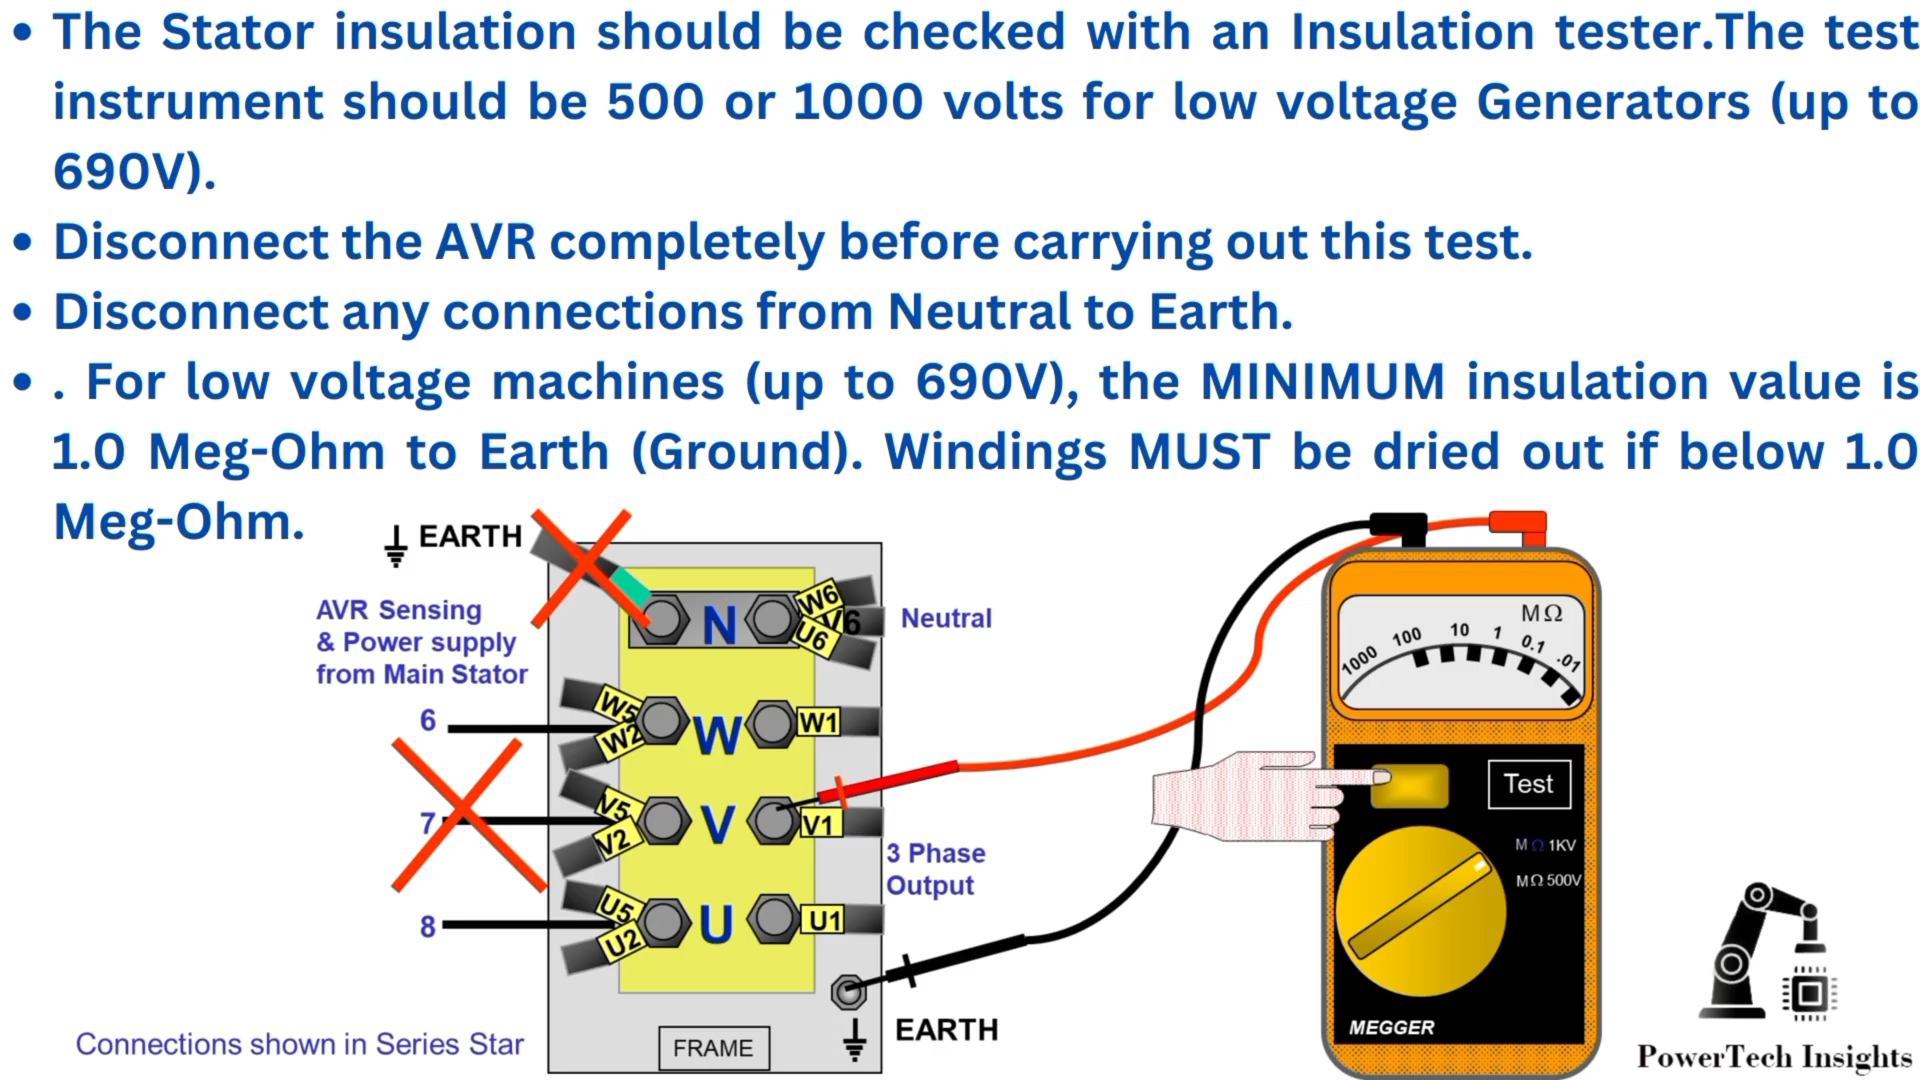 • The Stator insulation should be checked with an Insulation tester.The test
instrument should be 500 or 1000 volts for low voltage Generators (up to
690V).
• Disconnect the AVR completely before carrying out this test.
• Disconnect any connections from Neutral to Earth.
• . For low voltage machines (up to 690V), the MINIMUM insulation value is
1.0 Meg-Ohm to Earth (Ground). Windings MUST be dried out if below 1.0
Meg-Ohm.
EARTH
AVR Sensing
& Power supply
from Main Stator
N
W6
V6
U6
Neutral
6
W5
W2
W
W1
7
V5
V2
V
V1
3 Phase
Output
8
U5
U2
U
U1
EARTH
FRAME
Connections shown in Series Star
MΩ
1000
100
10
1
0.1
.01
Test
MΩ 1KV
MΩ 500V
MEGGER
PowerTech Insights